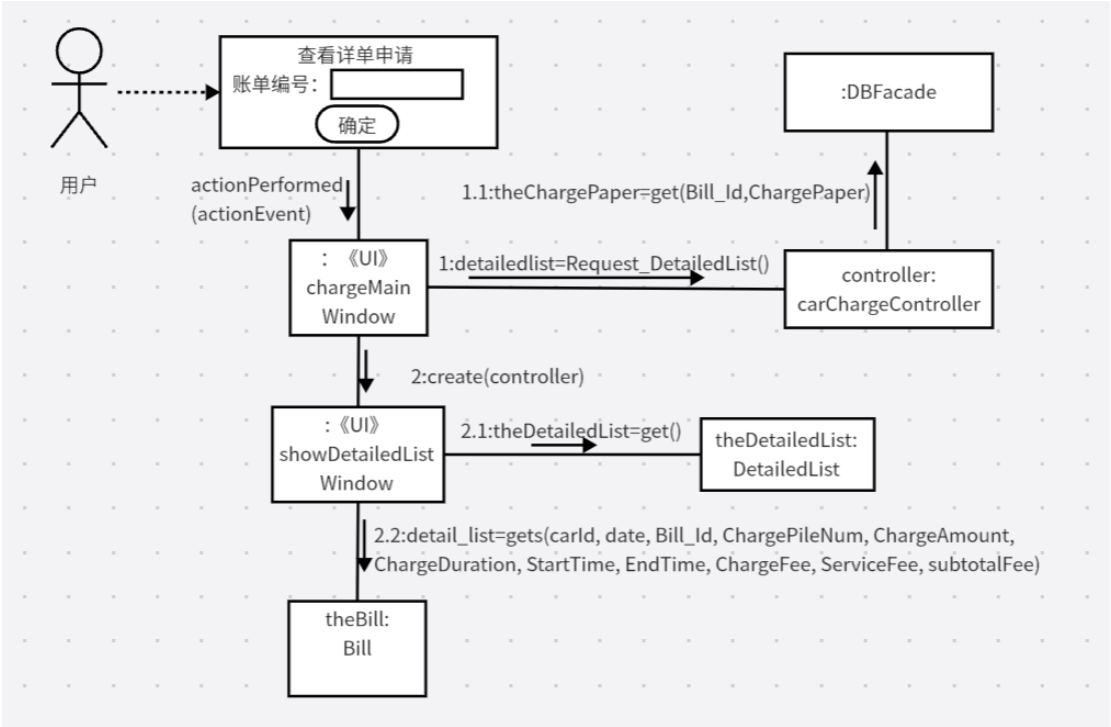 查看详单申请
账单编号:
确定
用户
:DBFacade
actionPerformed
(actionEvent)
1.1:theChargePaper=get(Bill_Id,ChargePaper)
: 《UI》
chargeMain
Window
1:detailedlist=Request_DetailedList()
controller:
carChargeController
2:create(controller)
:《UI》
showDetailedList
Window
2.1:theDetailedList=get()
theDetailedList:
DetailedList
2.2:detail_list=gets(carId, date, Bill_Id, ChargePileNum, ChargeAmount,
ChargeDuration, StartTime, EndTime, ChargeFee, ServiceFee, subtotalFee)
theBill:
Bill